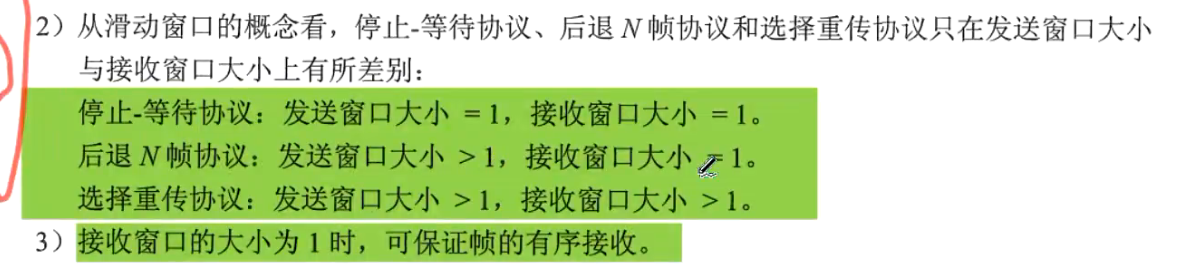 2）从滑动窗口的概念看，停止-等待协议、后退 N 帧协议和选择重传协议只在发送窗口大小
与接收窗口大小上有所差别：
停止-等待协议：发送窗口大小 = 1，接收窗口大小 = 1。
后退 N 帧协议：发送窗口大小 > 1，接收窗口大小 = 1。
选择重传协议：发送窗口大小 > 1，接收窗口大小 > 1。
3）接收窗口的大小为 1 时，可保证帧的有序接收。